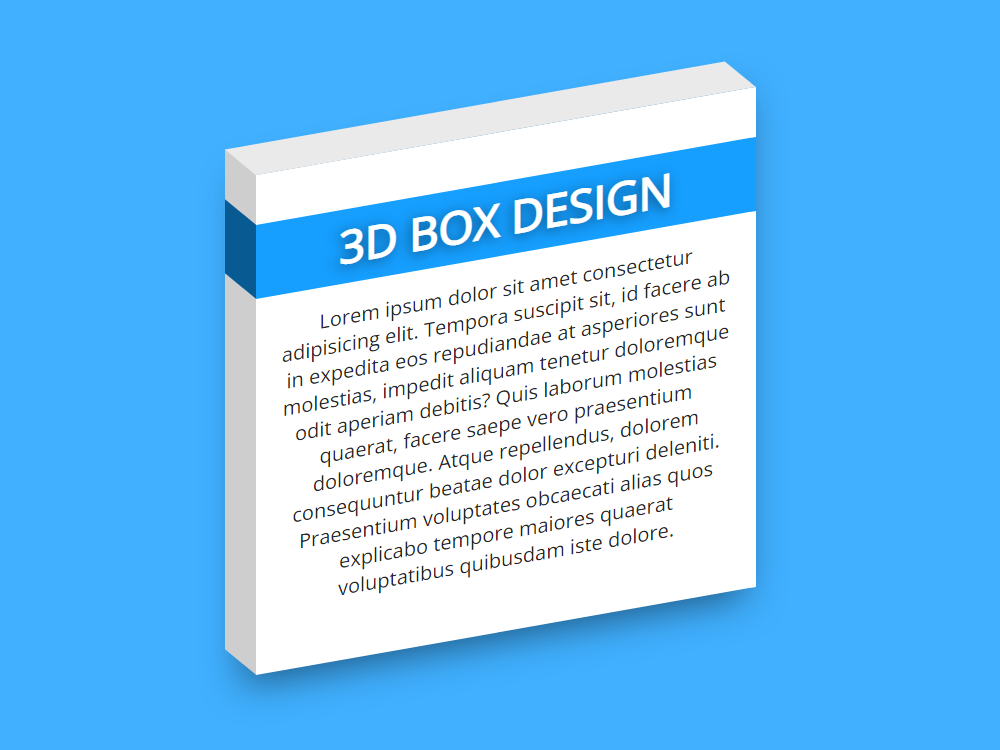 3D BOX DESIGN
Lorem ipsum dolor sit amet consectetur
adipisicing elit. Tempora suscipit sit, id facere ab
in expedita eos repudiandae at asperiores sunt
molestias, impedit aliquam tenetur doloremque
odit aperiam debitis? Quis laborum molestias
quaerat, facere saepe vero praesentium
doloremque. Atque repellendus, dolorem
consequuntur beatae dolor excepturi deleniti.
Praesentium voluptates obcaecati alias quos
explicabo tempore maiores quaerat
voluptatibus quibusdam iste dolore.